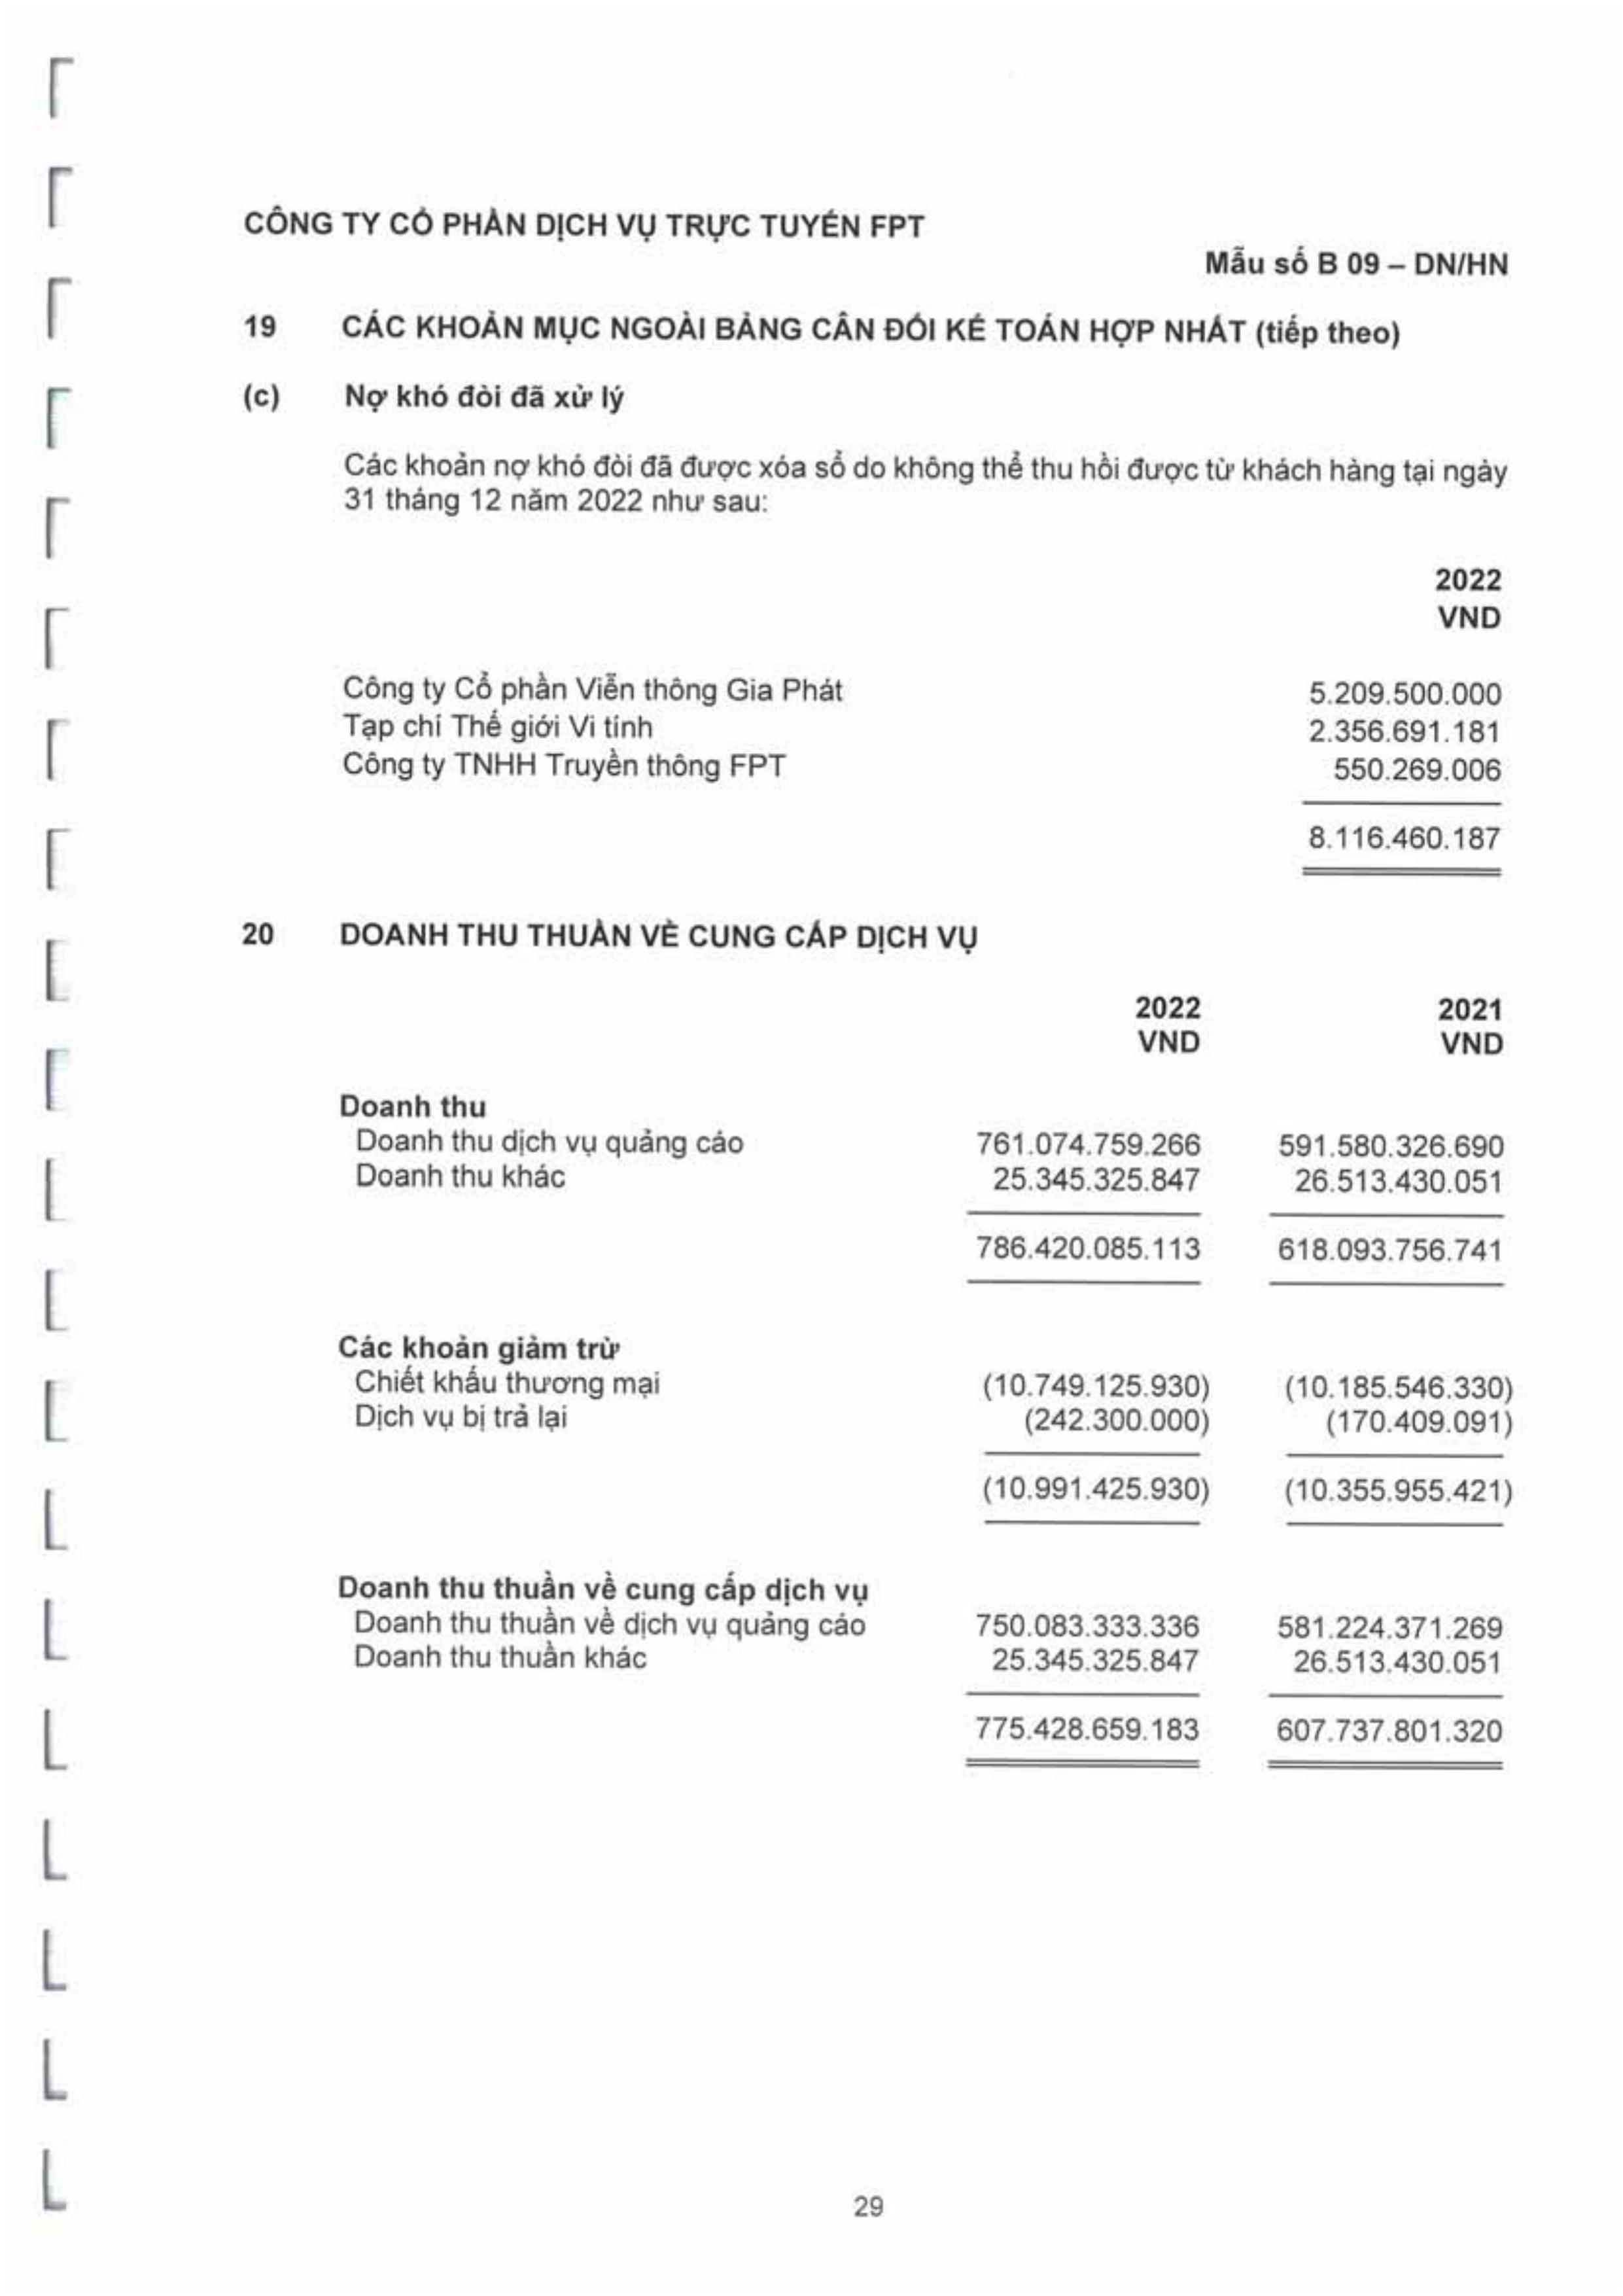 CÔNG TY CỔ PHẦN DỊCH VỤ TRỰC TUYẾN FPT
Mẫu số B 09 – DN/HN
19 CÁC KHOẢN MỤC NGOÀI BẢNG CÂN ĐỐI KẾ TOÁN HỢP NHẤT (tiếp theo)
(c) Nợ khó đòi đã xử lý
Các khoản nợ khó đòi đã được xóa sổ do không thể thu hồi được từ khách hàng tại ngày
31 tháng 12 năm 2022 như sau:
2022
VND
Công ty Cổ phần Viễn thông Gia Phát 5.209.500.000
Tạp chí Thế giới Vi tính 2.356.691.181
Công ty TNHH Truyền thông FPT 550.269.006
8.116.460.187
20 DOANH THU THUẦN VỀ CUNG CẤP DỊCH VỤ
2022 2021
VND VND
Doanh thu
Doanh thu dịch vụ quảng cáo 761.074.759.266 591.580.326.690
Doanh thu khác 25.345.325.847 26.513.430.051
786.420.085.113 618.093.756.741
Các khoản giảm trừ
Chiết khấu thương mại (10.749.125.930) (10.185.546.330)
Dịch vụ bị trả lại (242.300.000) (170.409.091)
(10.991.425.930) (10.355.955.421)
Doanh thu thuần về cung cấp dịch vụ
Doanh thu thuần về dịch vụ quảng cáo 750.083.333.336 581.224.371.269
Doanh thu thuần khác 25.345.325.847 26.513.430.051
775.428.659.183 607.737.801.320
29